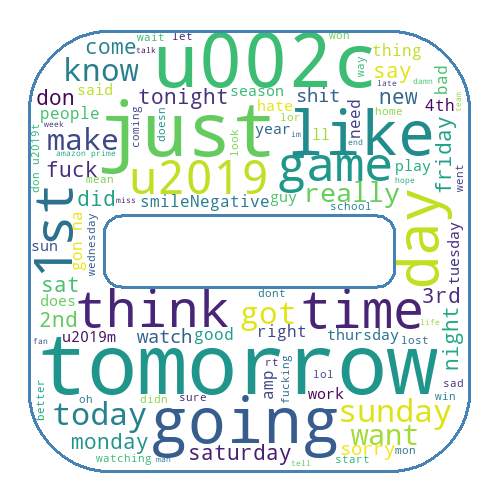 wait let won
talk
come u002c way thing
know say
don said tonight season shit new bad
people coming doesn hate lor late damn
week just look year im need home 4th team
don u2019t make like end friday
amazon prime u2019 game ll play
fuck mean really hope went
1st did miss smileNegative guy school day
sun gon na wednesday tuesday
sat does think dont got time 3rd
2nd u2019m watch good right thursday lost night life
fan tomorrow
better oh didn sure fucking amp rt lol work sad win
today going sunday
monday saturday want
watching man tell sorry start mon